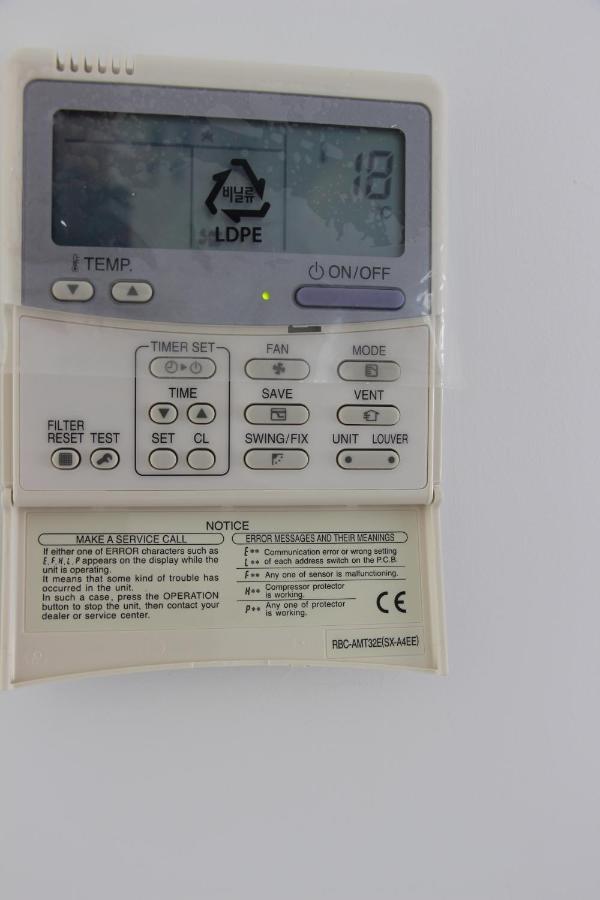 18
°C
비닐류
LDPE
TEMP.
ON/OFF
TIMER SET
FAN
MODE
TIME
SAVE
VENT
FILTER
RESET TEST
SET CL
SWING/FIX
UNIT LOUVER
NOTICE
MAKE A SERVICE CALL
If either one of ERROR characters such as
E, F, H, L, P appears on the display while the
unit is operating.
It means that some kind of trouble has
occurred in the unit.
In such a case, press the OPERATION
button to stop the unit, then contact your
dealer or service center.
ERROR MESSAGES AND THEIR MEANINGS
E** Communication error or wrong setting
L** of each address switch on the P.C.B.
F** Any one of sensor is malfunctioning.
H** Compressor protector
is working.
P** Any one of protector
is working.
CE
RBC-AMT32E(SX-A4EE)